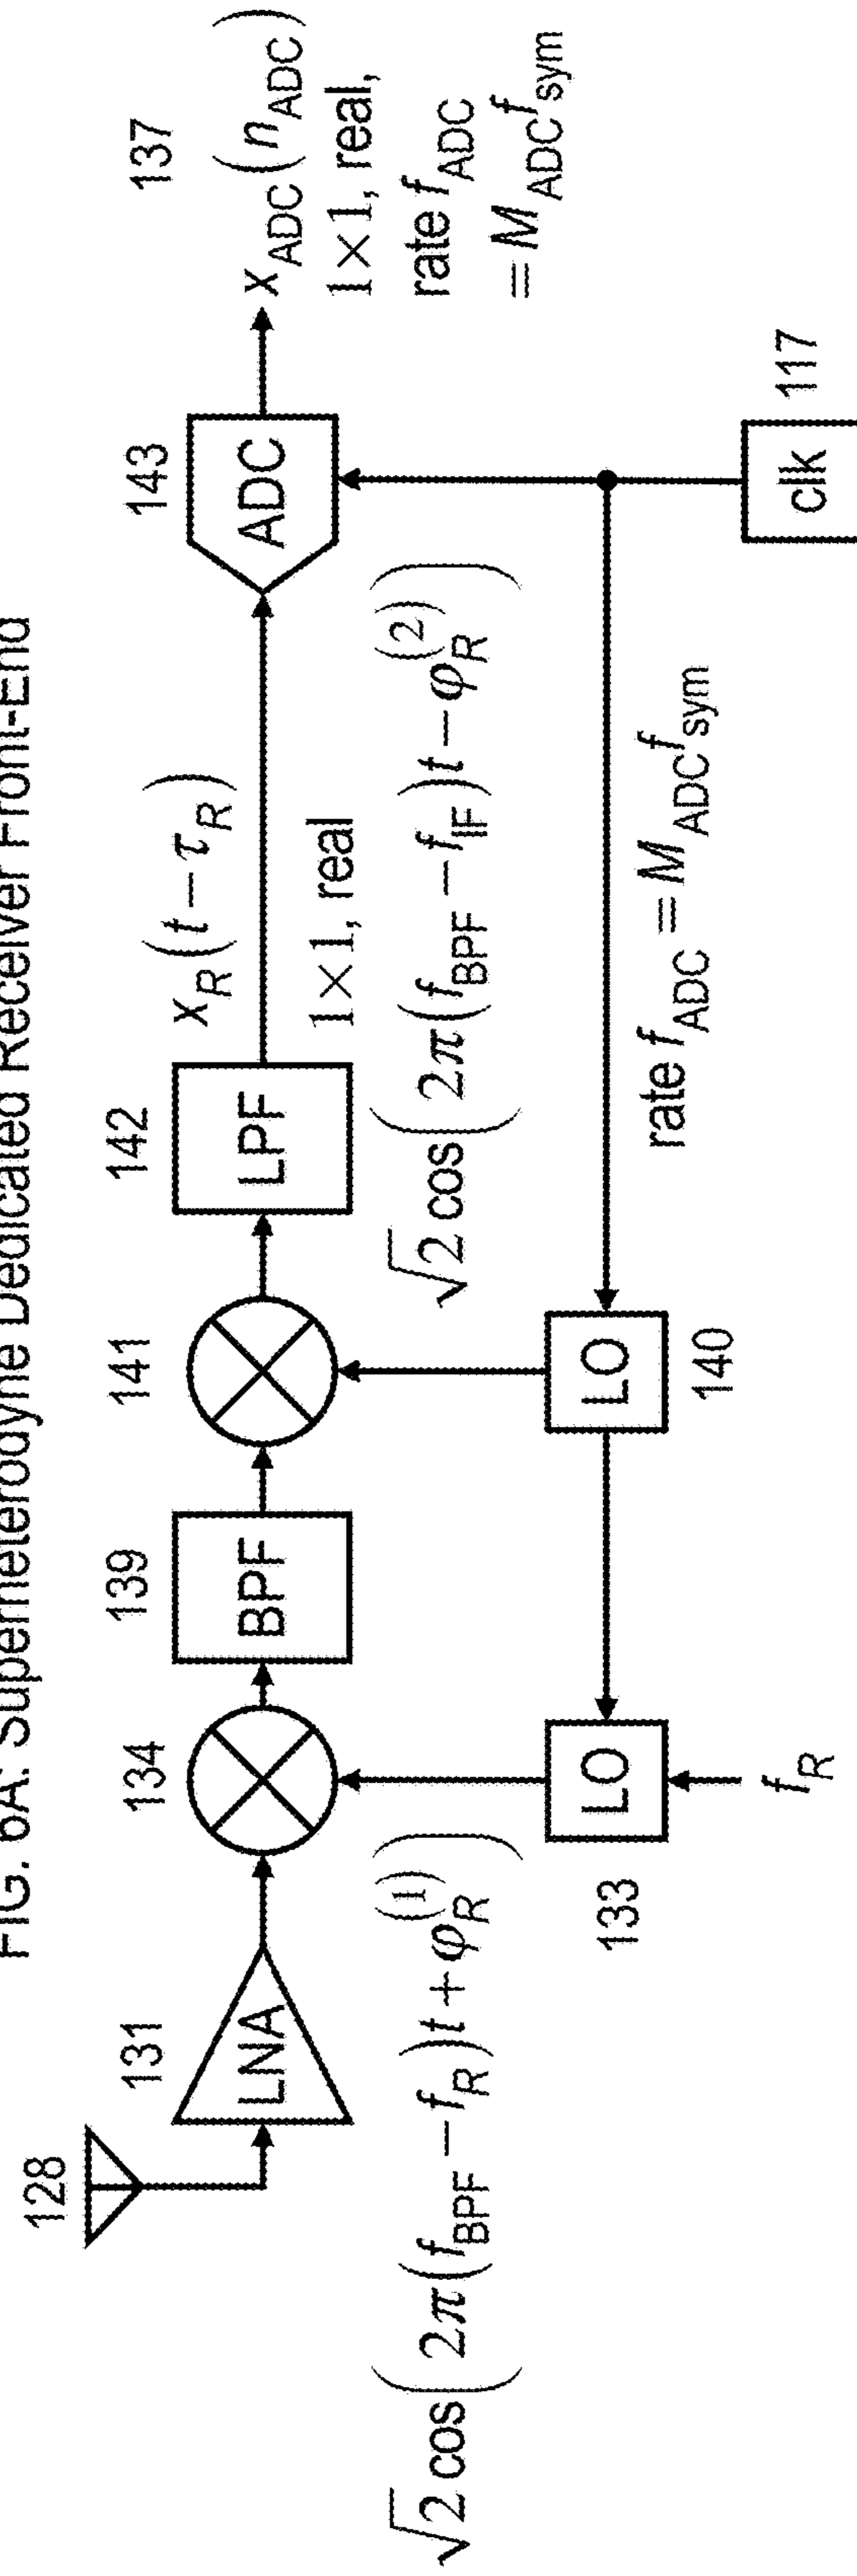 FIG. 6A: Superheterodyne Dedicated Receiver Front-End
128
131
134
139
141
142
143
137
LNA
BPF
LPF
ADC
x_R(t−τ_R)
1×1, real
x_ADC(n_ADC)
1×1, real,
rate f_ADC
=M_ADC f_sym
√2 cos(2π(f_BPF−f_R)t+φ_R^(1))
√2 cos(2π(f_BPF−f_IF)t−φ_R^(2))
133
LO
LO
140
rate f_ADC =M_ADC f_sym
clk
117
f_R